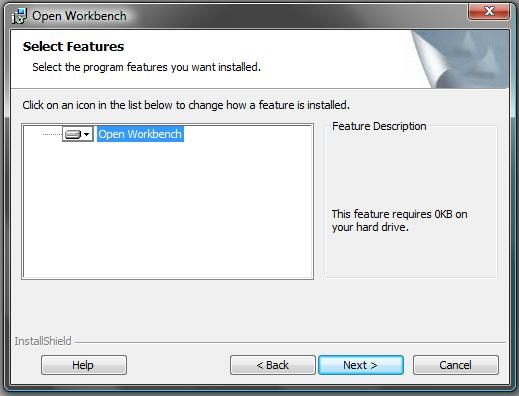 Open Workbench
Select Features
Select the program features you want installed.
Click on an icon in the list below to change how a feature is installed.
Open Workbench
Feature Description
This feature requires 0KB on
your hard drive.
InstallShield
Help
< Back
Next >
Cancel